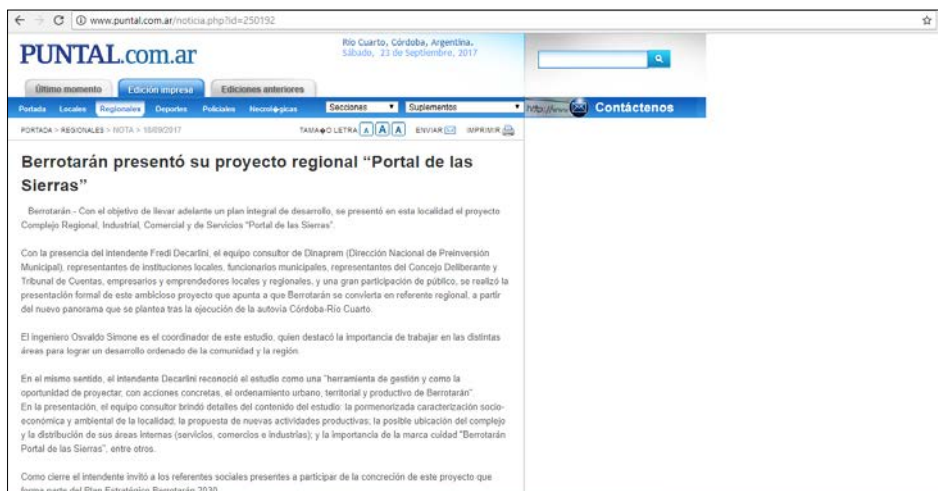 www.puntal.com.ar/noticia.php?id=250192
PUNTAL.com.ar
Río Cuarto, Córdoba, Argentina.
Sábado, 23 de Septiembre, 2017
Último momento Edición impresa Ediciones anteriores
Portada Locales Regionales Deportes Policiales Necrol�gicas Secciones Suplementos http://www Contáctenos
PORTADA > REGIONALES > NOTA > 18/09/2017 TAMA�O LETRA A A A ENVIAR IMPRIMIR
Berrotarán presentó su proyecto regional “Portal de las
Sierras”
Berrotarán.- Con el objetivo de llevar adelante un plan integral de desarrollo, se presentó en esta localidad el proyecto
Complejo Regional, Industrial, Comercial y de Servicios "Portal de las Sierras".
Con la presencia del intendente Fredi Decarlini, el equipo consultor de Dinaprem (Dirección Nacional de Preinversión
Municipal), representantes de instituciones locales, funcionarios municipales, representantes del Concejo Deliberante y
Tribunal de Cuentas, empresarios y emprendedores locales y regionales, y una gran participación de público, se realizó la
presentación formal de este ambicioso proyecto que apunta a que Berrotarán se convierta en referente regional, a partir
del nuevo panorama que se plantea tras la ejecución de la autovía Córdoba-Río Cuarto.
El ingeniero Osvaldo Simone es el coordinador de este estudio, quien destacó la importancia de trabajar en las distintas
áreas para lograr un desarrollo ordenado de la comunidad y la región.
En el mismo sentido, el intendente Decarlini reconoció el estudio como una "herramienta de gestión y como la
oportunidad de proyectar, con acciones concretas, el ordenamiento urbano, territorial y productivo de Berrotarán".
En la presentación, el equipo consultor brindó detalles del contenido del estudio: la pormenorizada caracterización socio-
económica y ambiental de la localidad; la propuesta de nuevas actividades productivas; la posible ubicación del complejo
y la distribución de sus áreas internas (servicios, comercios e industrias); y la importancia de la marca cuidad "Berrotarán
Portal de las Sierras", entre otros.
Como cierre el intendente invitó a los referentes sociales presentes a participar de la concreción de este proyecto que
forma parte del Plan Estratégico Berrotarán 2030.